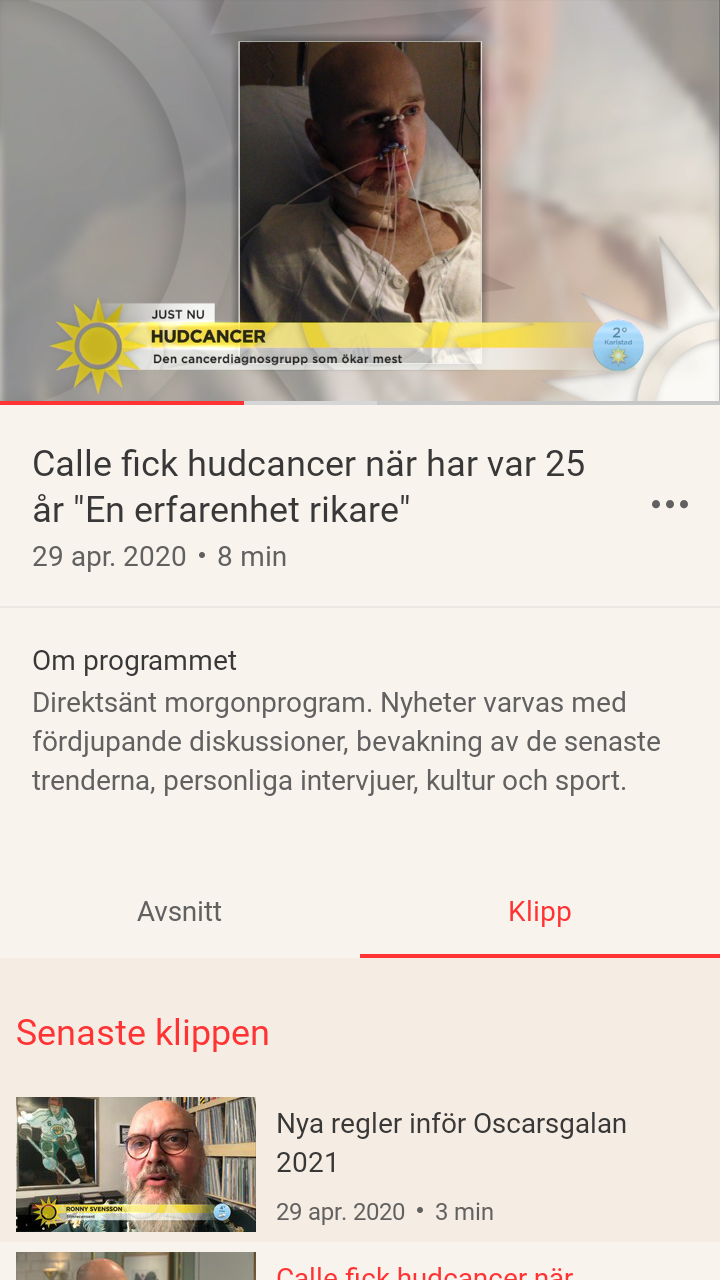 JUST NU
HUDCANCER
Den cancerdiagnosgrupp som ökar mest
2°
Karlstad
Calle fick hudcancer när har var 25
år "En erfarenhet rikare"
29 apr. 2020 • 8 min
Om programmet
Direktsänt morgonprogram. Nyheter varvas med
fördjupande diskussioner, bevakning av de senaste
trenderna, personliga intervjuer, kultur och sport.
Avsnitt
Klipp
Senaste klippen
Nya regler inför Oscarsgalan
2021
RONNY SVENSSON
29 apr. 2020 • 3 min
Calle fick hudcancer när